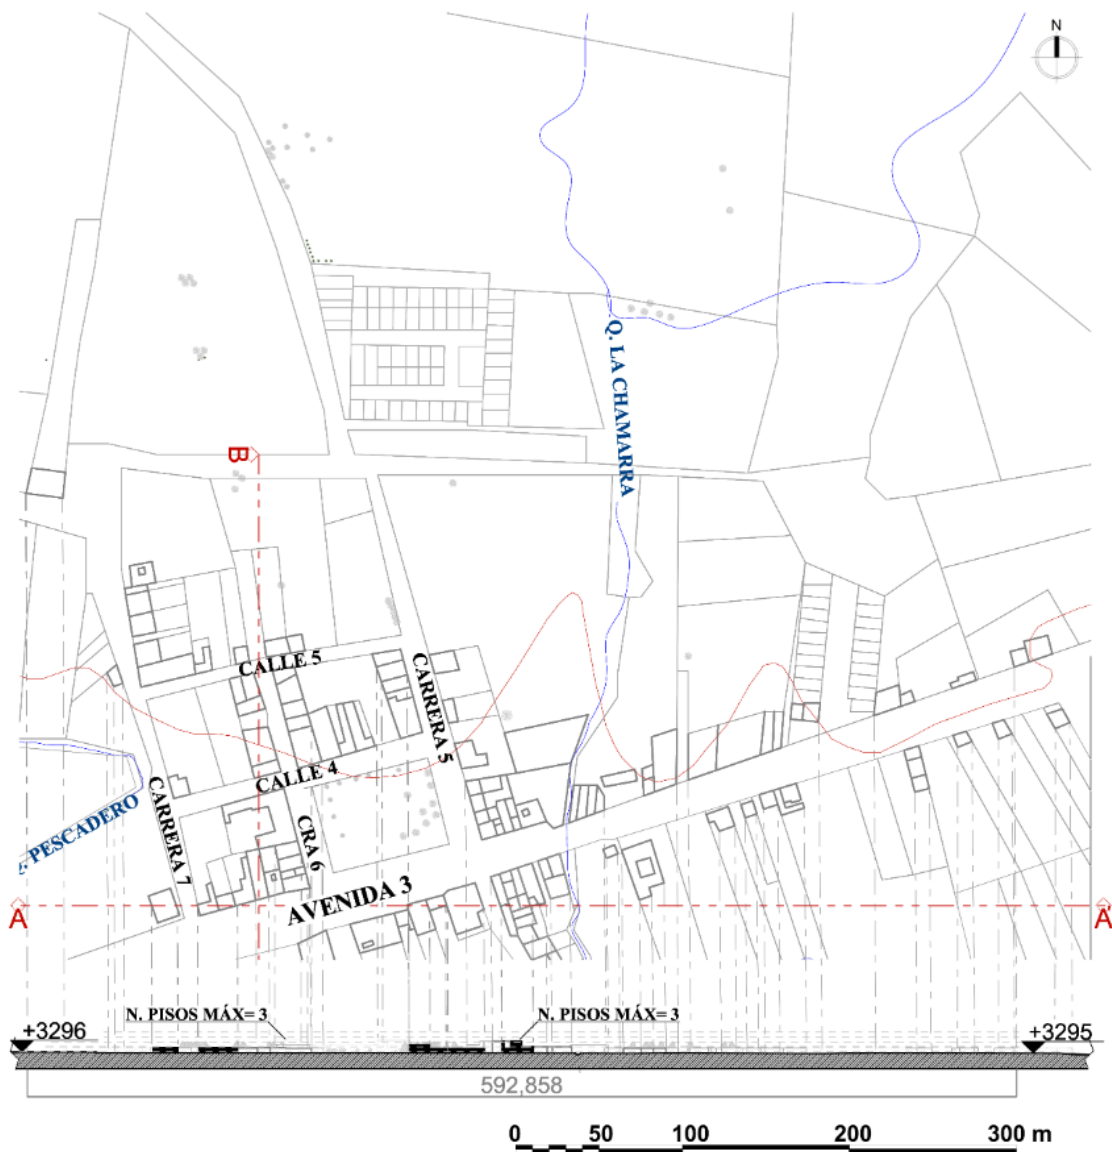 N
Q. LA CHAMARRA
B
CALLE 5
CARRERA 5
CALLE 4
CARRERA 7
PESCADERO
CRA 6
AVENIDA 3
A
A'
N. PISOS MÁX= 3
N. PISOS MÁX= 3
+3296
+3295
592,858
0 50 100 200 300 m